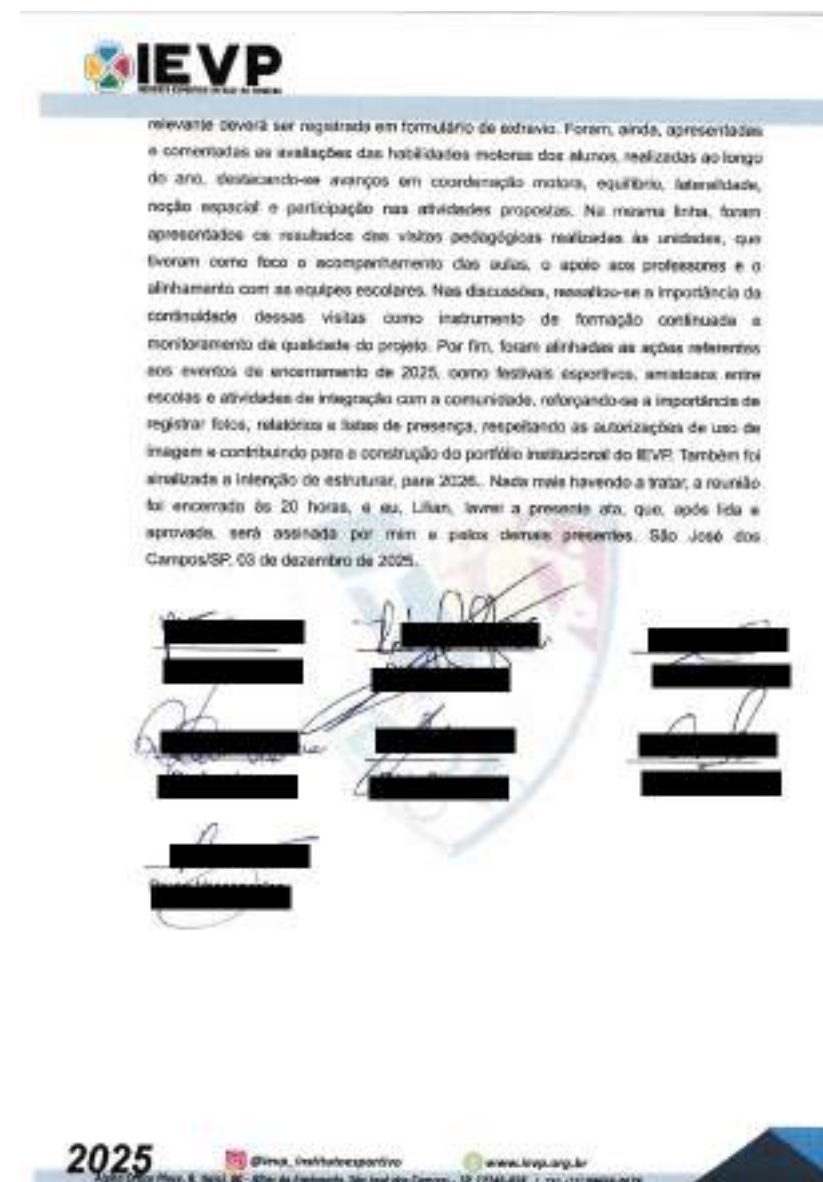 IEVP
relevante deverá ser registrada em formulário de extravio. Foram, ainda, apresentadas
e comentadas as avaliações das habilidades motoras dos alunos, realizadas ao longo
do ano, destacando-se avanços em coordenação motora, equilíbrio, lateralidade,
noção espacial e participação nas atividades propostas. Na mesma linha, foram
apresentados os resultados das visitas pedagógicas realizadas às unidades, que
tiveram como foco o acompanhamento das aulas, o apoio aos professores e o
alinhamento com as equipes escolares. Nas discussões, ressaltou-se a importância da
continuidade dessas visitas como instrumento de formação continuada e
monitoramento da qualidade do projeto. Por fim, foram alinhadas as ações referentes
aos eventos de encerramento de 2025, como festivais esportivos, amistosos entre
escolas e atividades de integração com a comunidade, reforçando-se a importância de
registrar fotos, relatórios e listas de presença, respeitando as autorizações de uso de
imagem e contribuindo para a construção do portfólio institucional do IEVP. Também foi
sinalizada a intenção de estruturar, para 2026,. Nada mais havendo a tratar, a reunião
foi encerrada às 20 horas, e eu, Lilian, lavrei a presente ata, que, após lida e
aprovada, será assinada por mim e pelos demais presentes. São José dos
Campos/SP, 03 de dezembro de 2025.
2025
@ievp_institutoesportivo
www.ievp.org.br